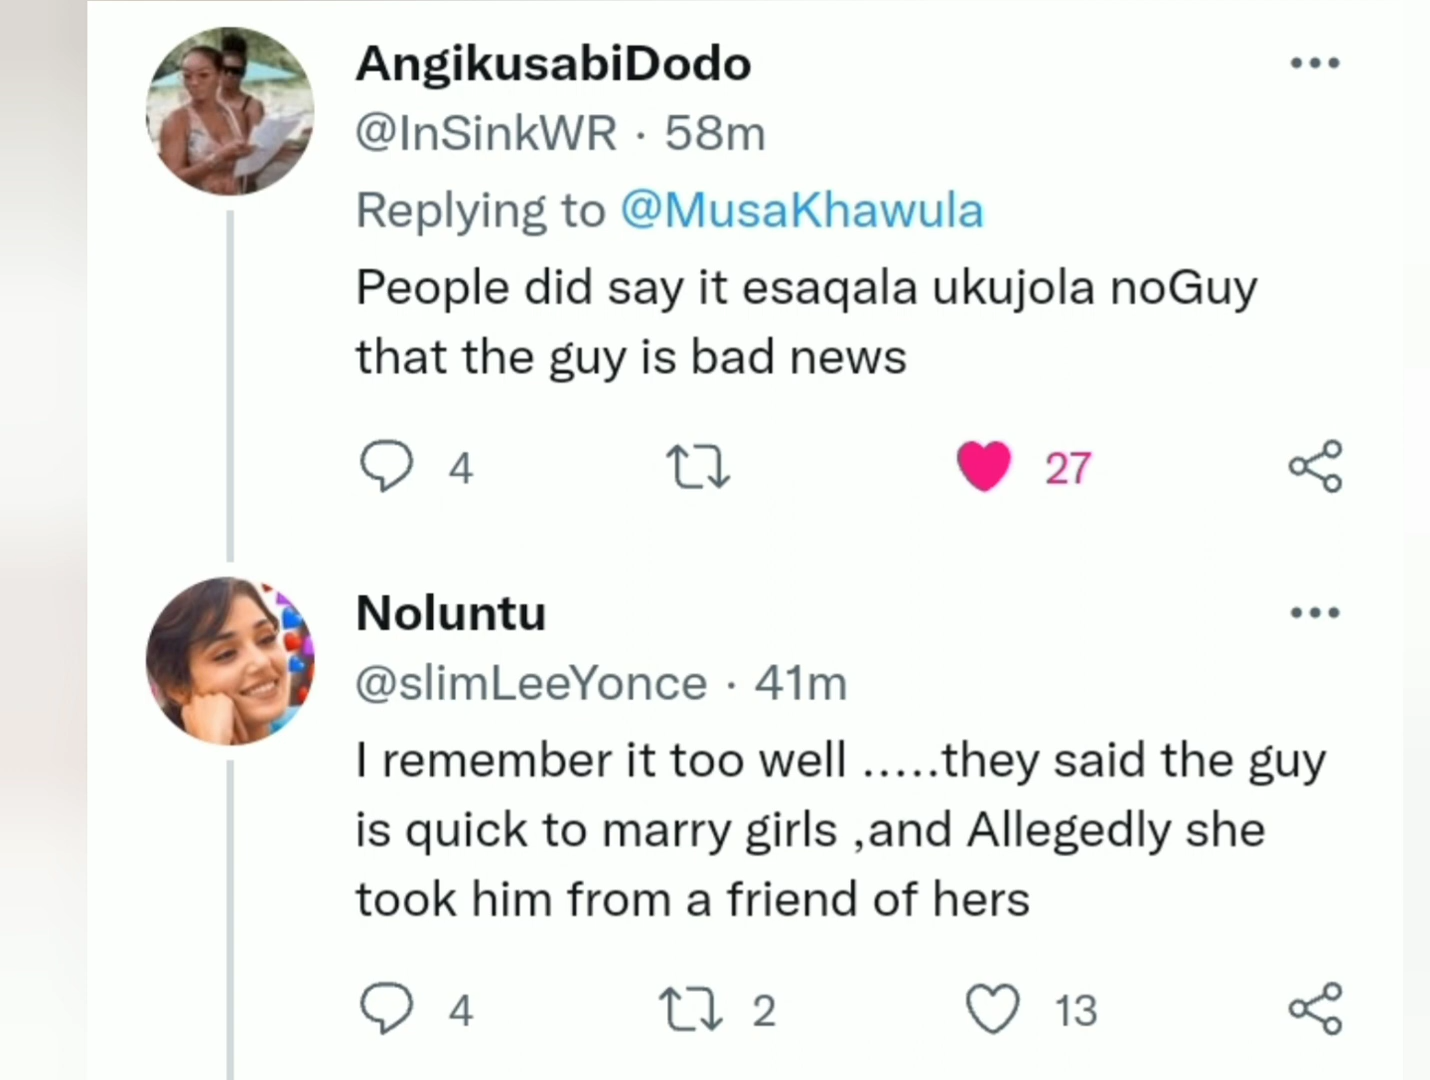 AngikusabiDodo
@InSinkWR · 58m
Replying to @MusaKhawula
People did say it esaqala ukujola noGuy
that the guy is bad news
4
27
Noluntu
@slimLeeYonce · 41m
I remember it too well .....they said the guy
is quick to marry girls ,and Allegedly she
took him from a friend of hers
4 2 13